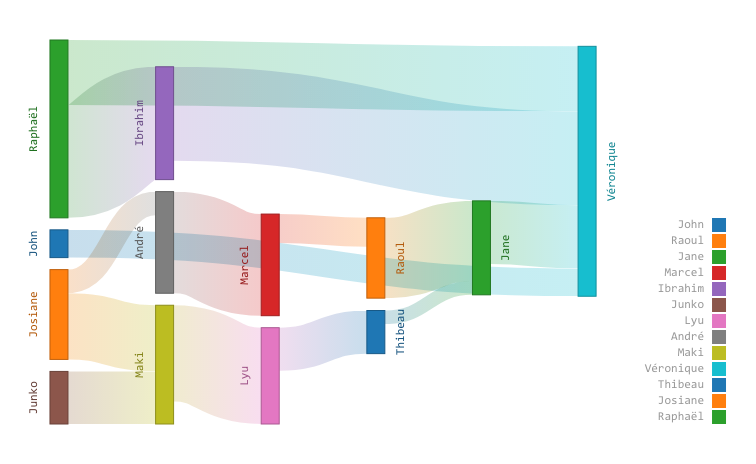 Raphaël
John
Josiane
Junko
Ibrahim
André
Maki
Marcel
Lyu
Raoul
Thibeau
Jane
Véronique
John
Raoul
Jane
Marcel
Ibrahim
Junko
Lyu
André
Maki
Véronique
Thibeau
Josiane
Raphaël